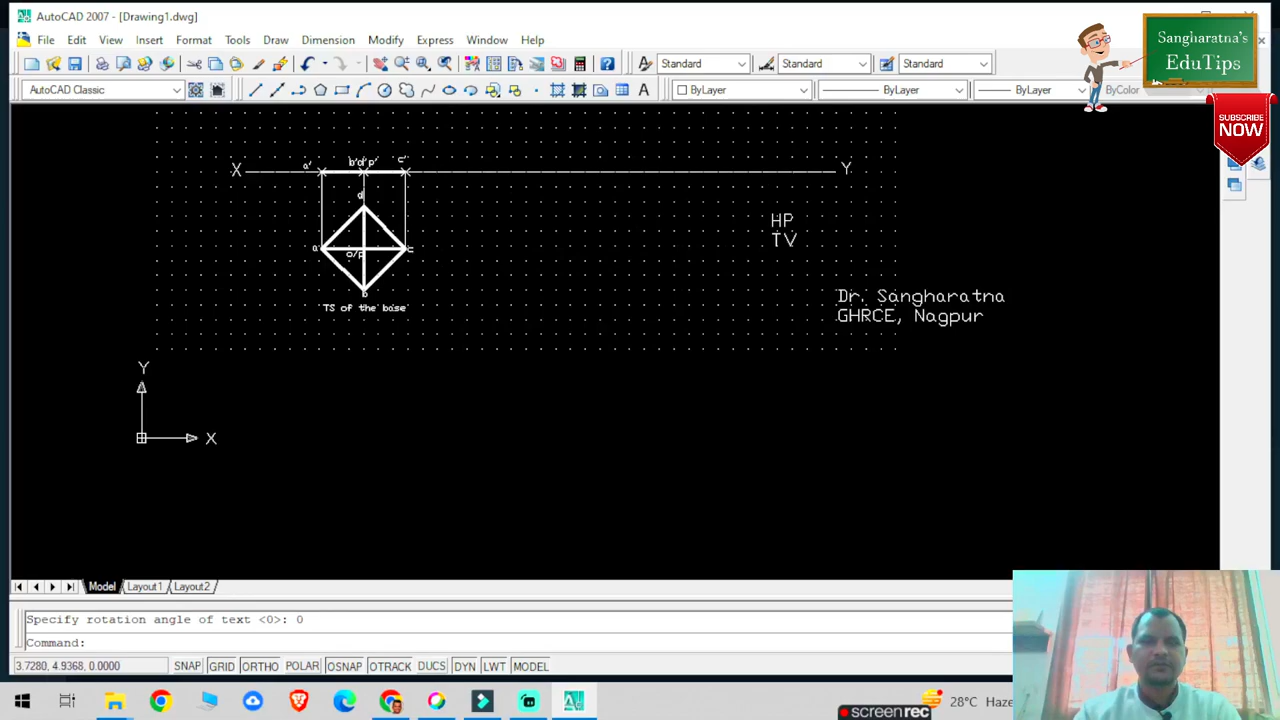 AutoCAD 2007 - [Drawing1.dwg]
File Edit View Insert Format Tools Draw Dimension Modify Express Window Help
Standard Standard Standard
AutoCAD Classic ByLayer ByLayer ByLayer ByColor
Sangharatna's
EduTips
SUBSCRIBE
NOW
X a' b'd'p' c' Y
d
a o/p c
b
TS of the base
HP
TV
Dr. Sangharatna
GHRCE, Nagpur
Y
X
Model Layout1 Layout2
Specify rotation angle of text <0>: 0
Command:
3.7280, 4.9368, 0.0000 SNAP GRID ORTHO POLAR OSNAP OTRACK DUCS DYN LWT MODEL
screenrec
28°C Haze